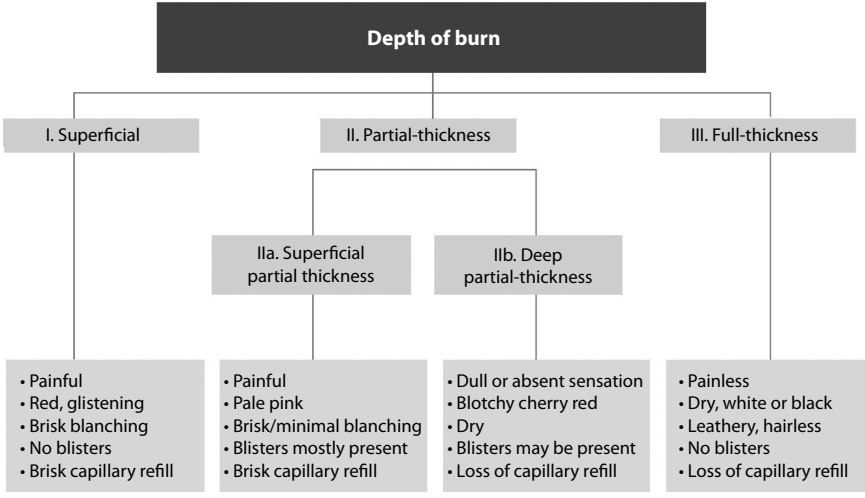 Depth of burn
I. Superficial
II. Partial-thickness
III. Full-thickness
IIa. Superficial
partial thickness
IIb. Deep
partial-thickness
• Painful
• Red, glistening
• Brisk blanching
• No blisters
• Brisk capillary refill
• Painful
• Pale pink
• Brisk/minimal blanching
• Blisters mostly present
• Brisk capillary refill
• Dull or absent sensation
• Blotchy cherry red
• Dry
• Blisters may be present
• Loss of capillary refill
• Painless
• Dry, white or black
• Leathery, hairless
• No blisters
• Loss of capillary refill